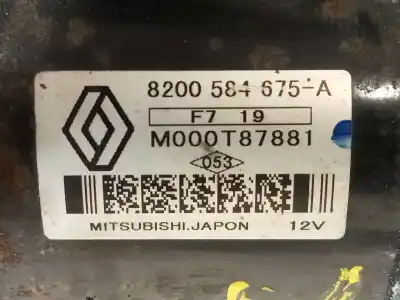 8200 584 675-A
F7 19
M000T87881
053
MITSUBISHI.JAPON 12V